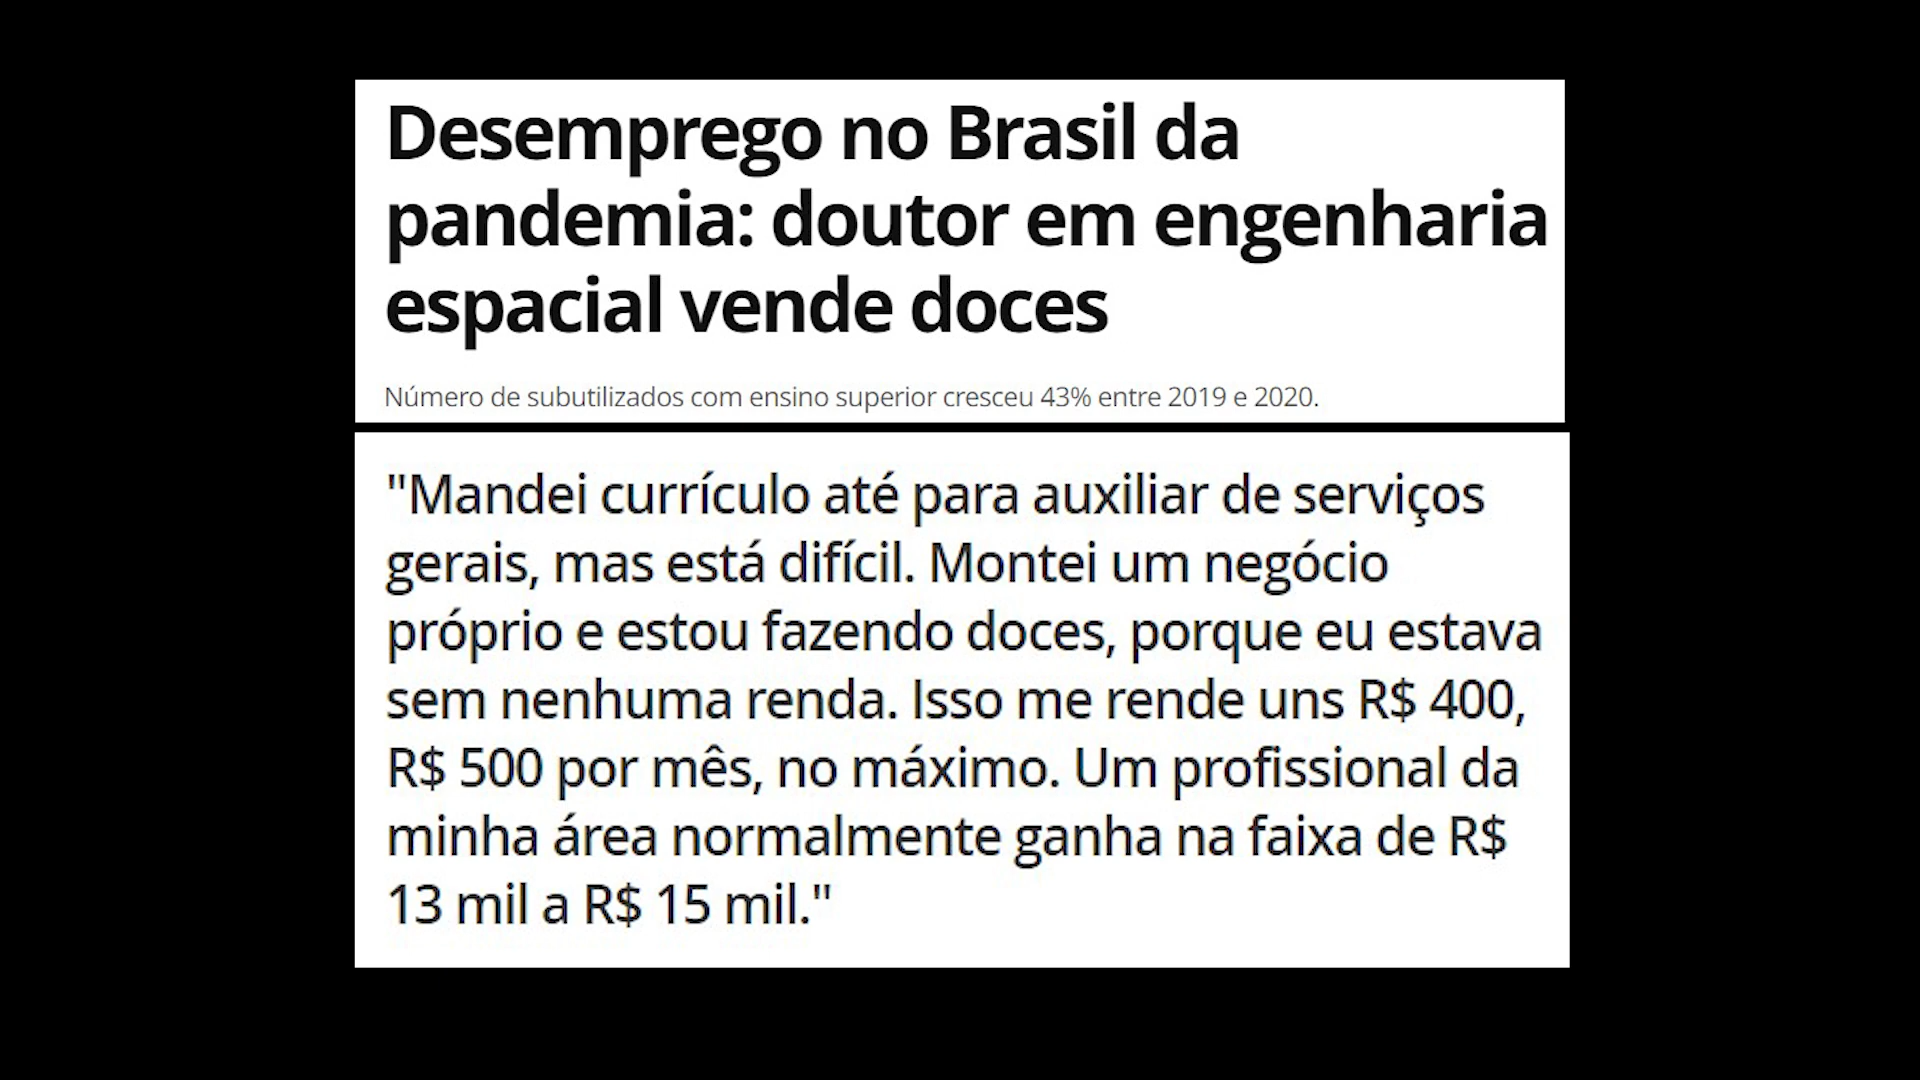 Desemprego no Brasil da
pandemia: doutor em engenharia
espacial vende doces
Número de subutilizados com ensino superior cresceu 43% entre 2019 e 2020.
"Mandei currículo até para auxiliar de serviços
gerais, mas está difícil. Montei um negócio
próprio e estou fazendo doces, porque eu estava
sem nenhuma renda. Isso me rende uns R$ 400,
R$ 500 por mês, no máximo. Um profissional da
minha área normalmente ganha na faixa de R$
13 mil a R$ 15 mil."